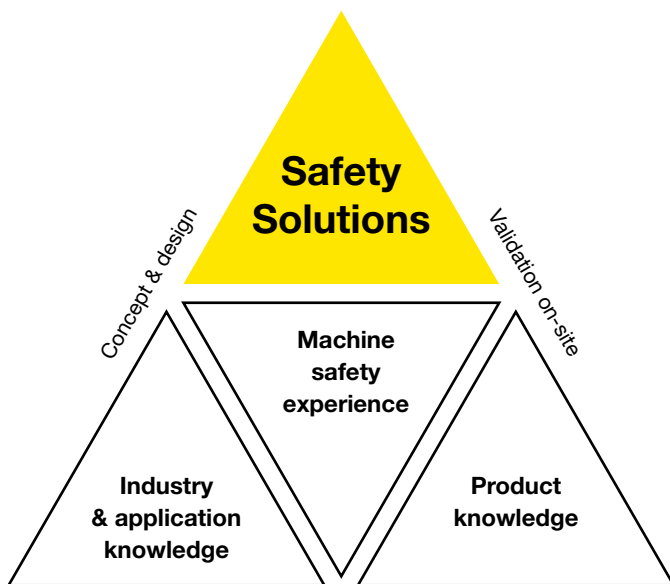 Safety
Solutions
Concept & design
Validation on-site
Machine
safety
experience
Industry
& application
knowledge
Product
knowledge